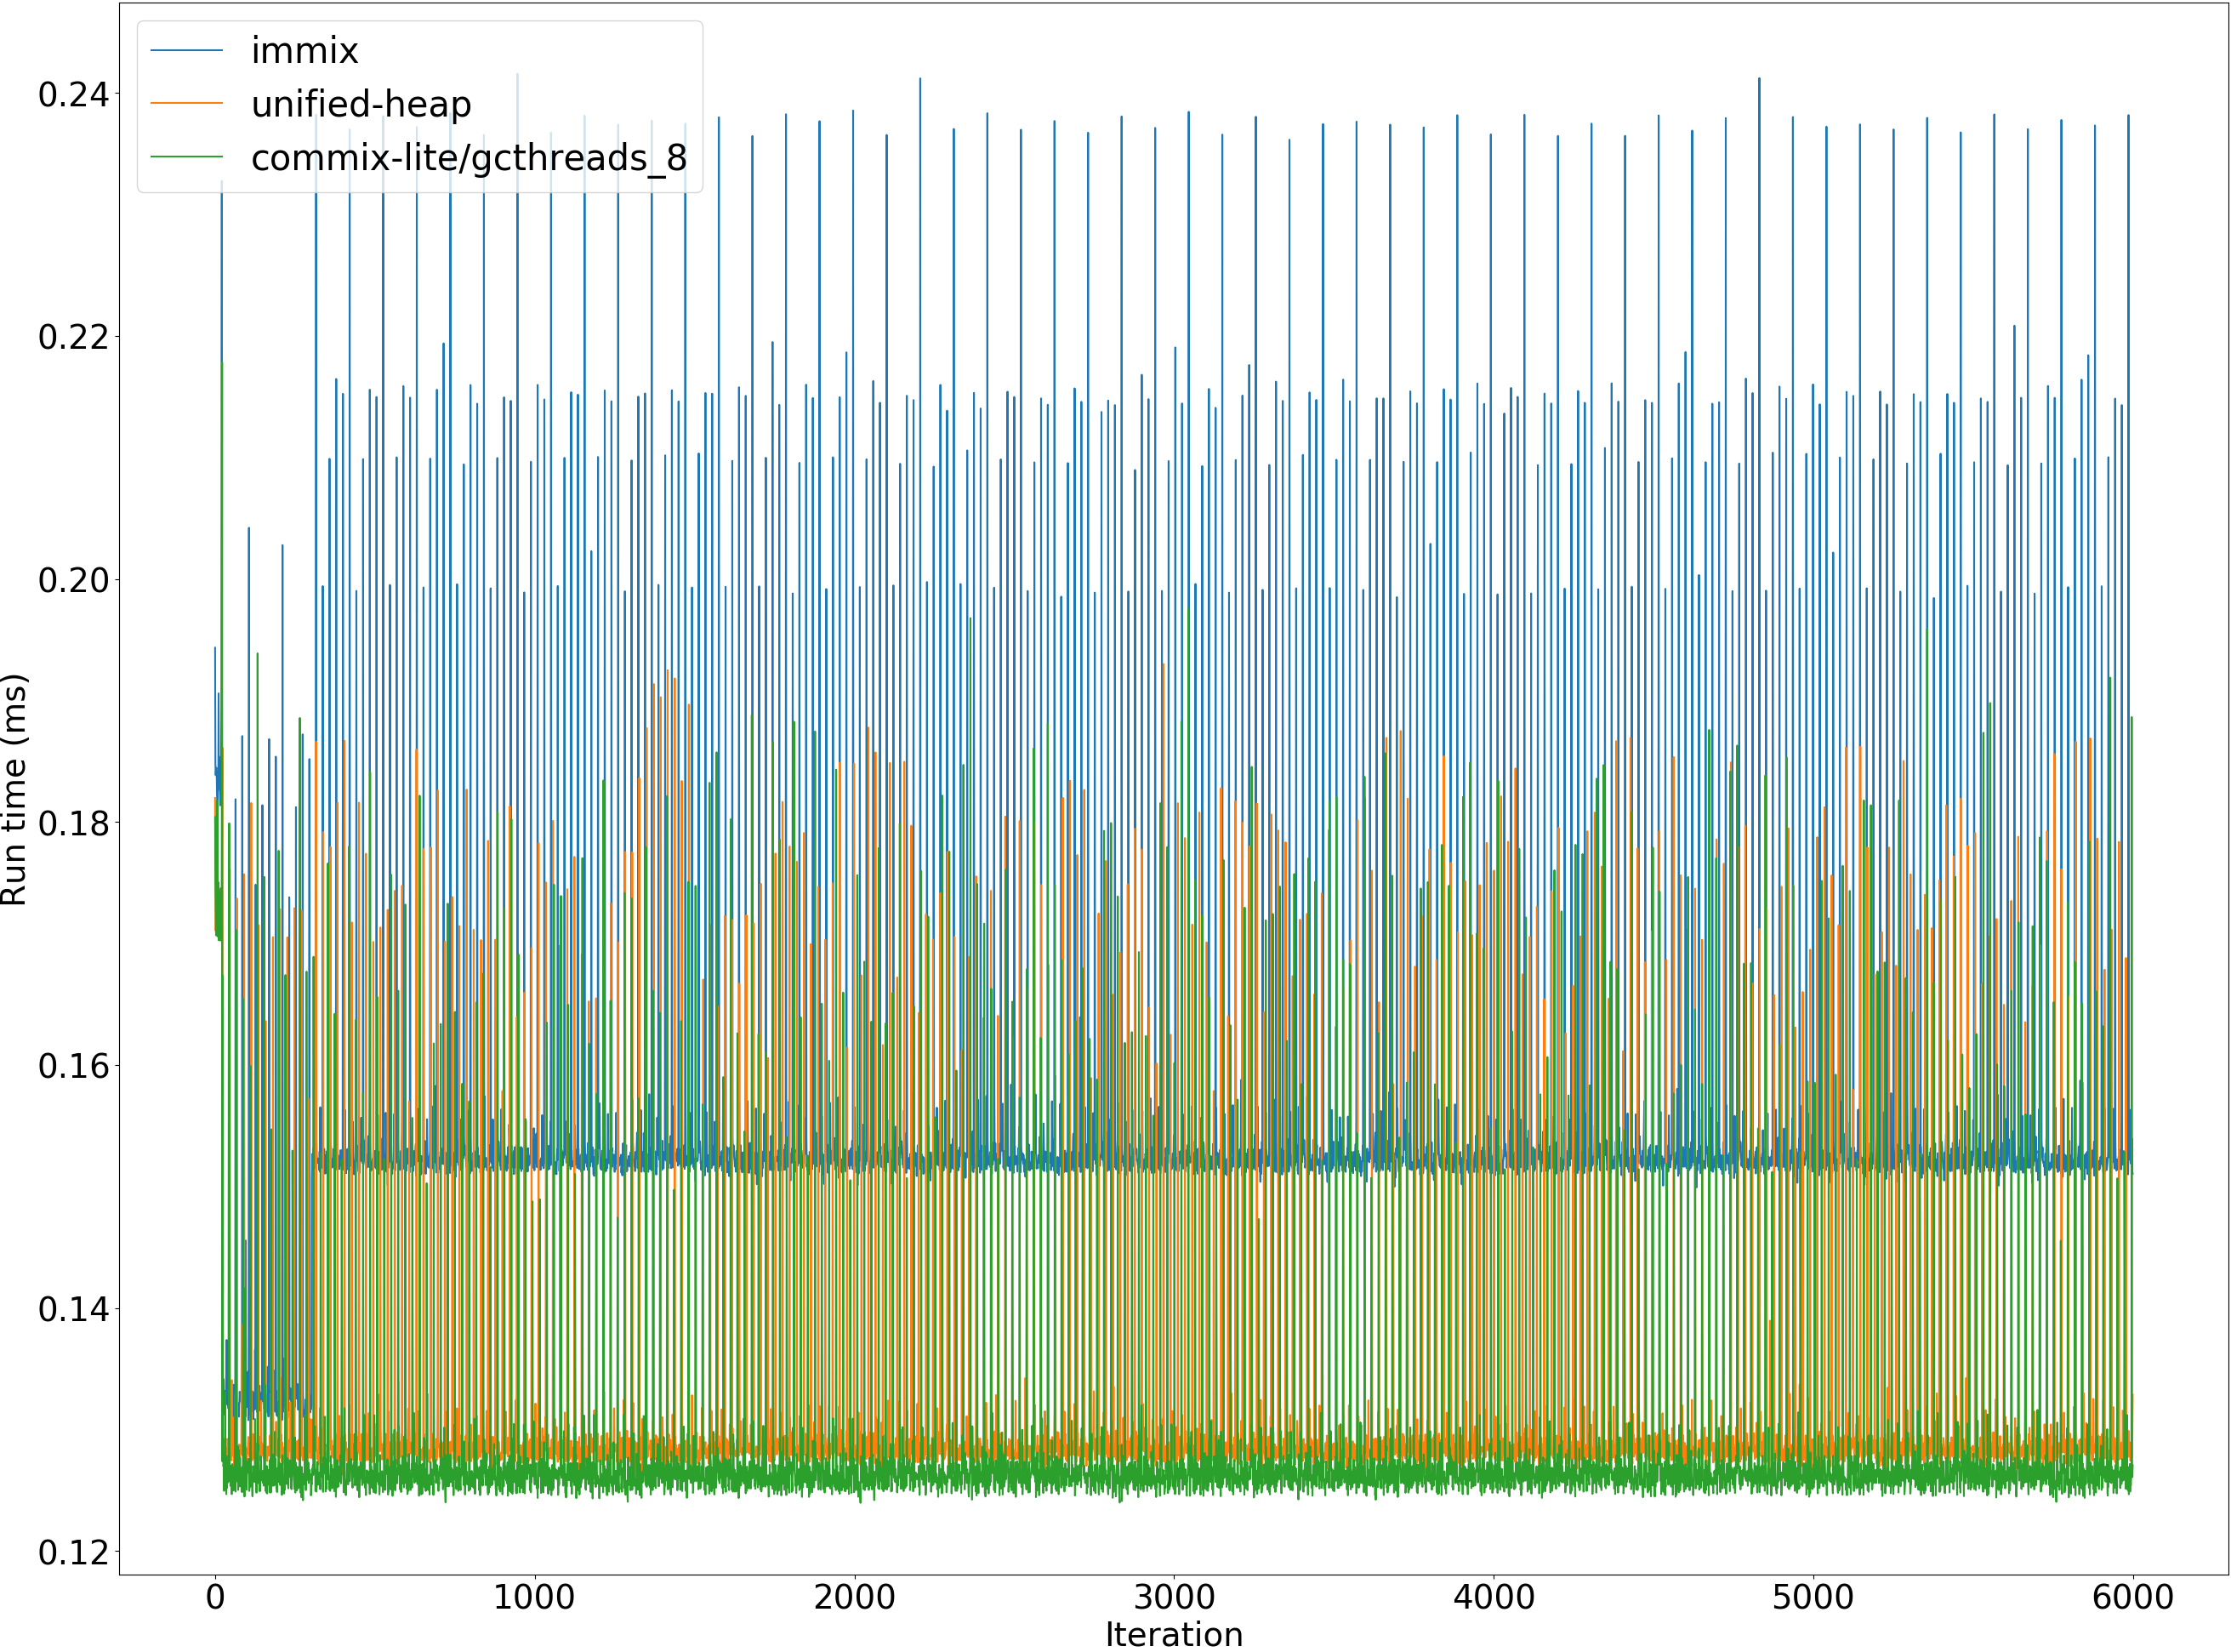 immix
unified-heap
commix-lite/gcthreads_8
0.24
0.22
0.20
0.18
0.16
0.14
0.12
Run time (ms)
0 1000 2000 3000 4000 5000 6000
Iteration